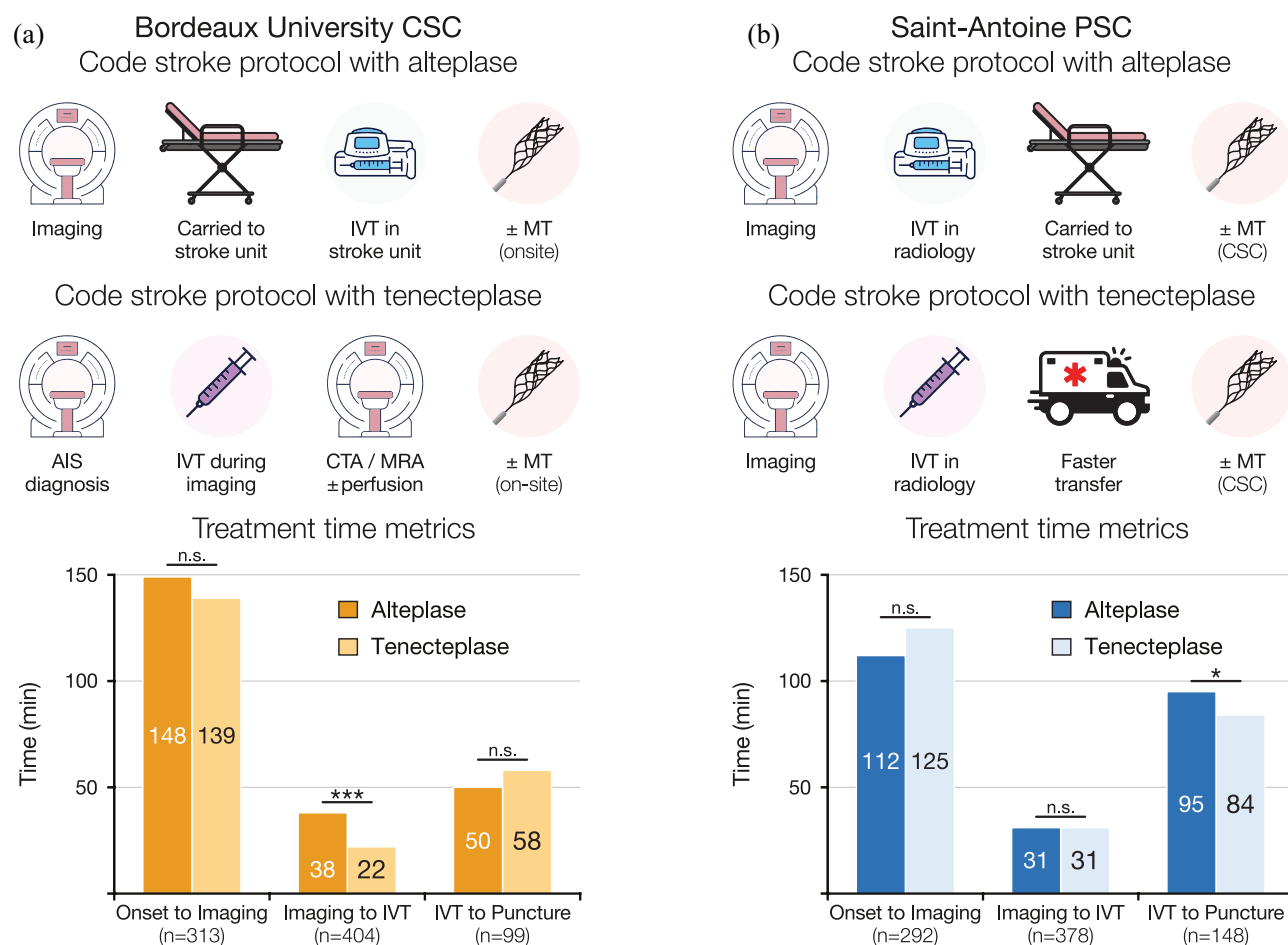 (a)
Bordeaux University CSC
Code stroke protocol with alteplase
Imaging
Carried to
stroke unit
IVT in
stroke unit
± MT
(onsite)
Code stroke protocol with tenecteplase
AIS
diagnosis
IVT during
imaging
CTA / MRA
± perfusion
± MT
(on-site)
Treatment time metrics
Time (min)
150
100
50
n.s.
***
n.s.
Alteplase
Tenecteplase
148
139
38
22
50
58
Onset to Imaging
(n=313)
Imaging to IVT
(n=404)
IVT to Puncture
(n=99)
(b)
Saint-Antoine PSC
Code stroke protocol with alteplase
Imaging
IVT in
radiology
Carried to
stroke unit
± MT
(CSC)
Code stroke protocol with tenecteplase
Imaging
IVT in
radiology
Faster
transfer
± MT
(CSC)
Treatment time metrics
Time (min)
150
100
50
n.s.
n.s.
*
Alteplase
Tenecteplase
112
125
31
31
95
84
Onset to Imaging
(n=292)
Imaging to IVT
(n=378)
IVT to Puncture
(n=148)